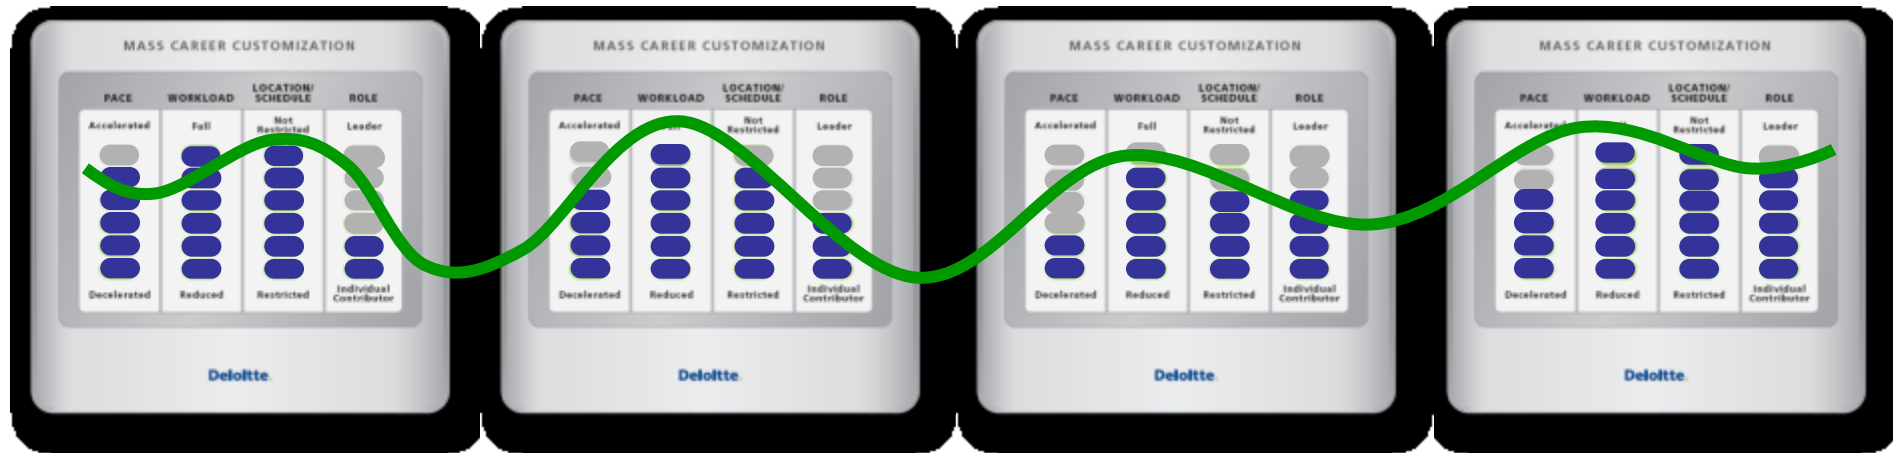 MASS CAREER CUSTOMIZATION
PACE WORKLOAD LOCATION/ SCHEDULE ROLE
Accelerated Full Not Restricted Leader
Decelerated Reduced Restricted Individual Contributor
Deloitte.
MASS CAREER CUSTOMIZATION
PACE WORKLOAD LOCATION/ SCHEDULE ROLE
Accelerated Not Restricted Leader
Decelerated Reduced Restricted Individual Contributor
Deloitte.
MASS CAREER CUSTOMIZATION
PACE WORKLOAD LOCATION/ SCHEDULE ROLE
Accelerated Full Not Restricted Leader
Decelerated Reduced Restricted Individual Contributor
Deloitte.
MASS CAREER CUSTOMIZATION
PACE WORKLOAD LOCATION/ SCHEDULE ROLE
Accelerated Not Restricted Leader
Decelerated Reduced Restricted Individual Contributor
Deloitte.